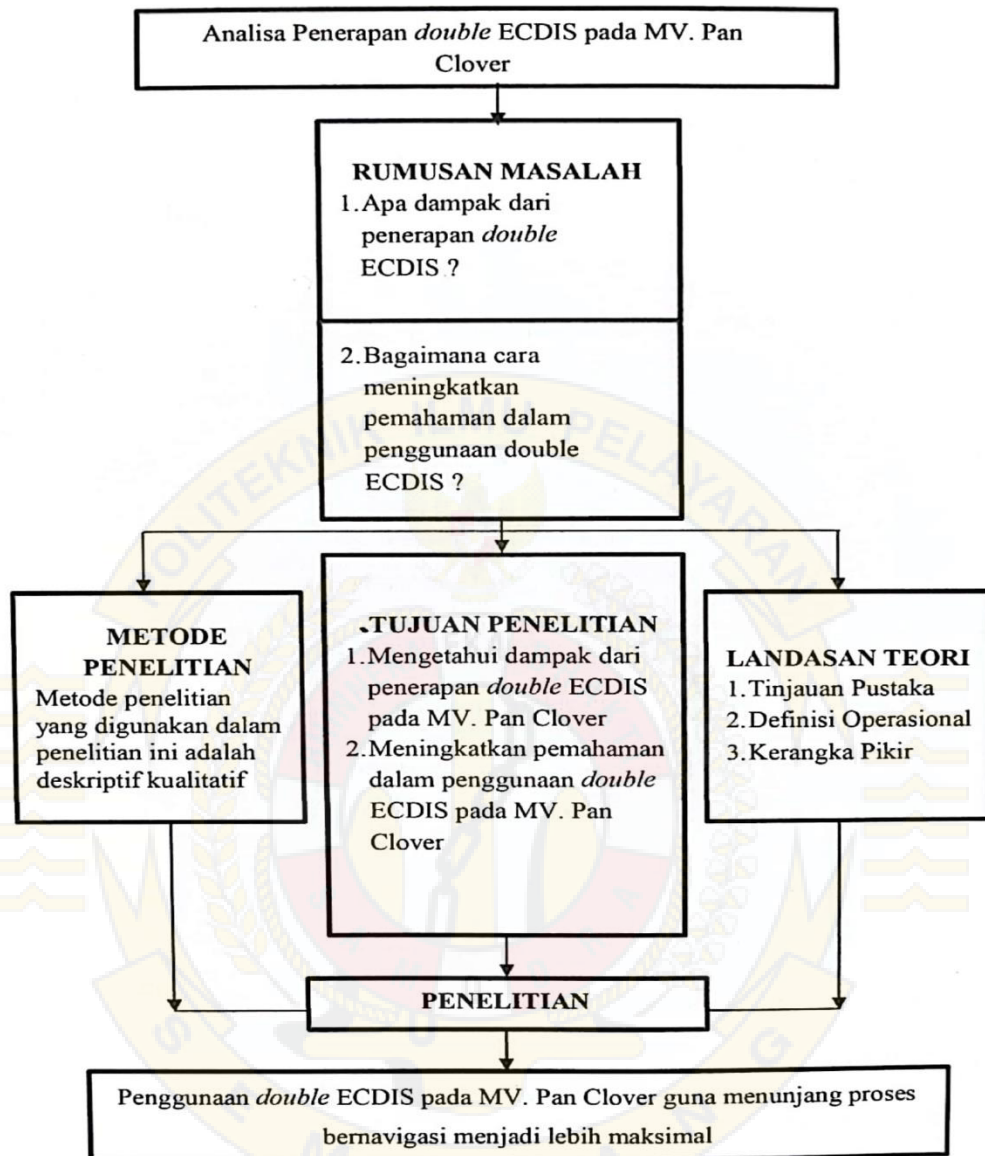 Analisa Penerapan double ECDIS pada MV. Pan
Clover
RUMUSAN MASALAH
1.Apa dampak dari
penerapan double
ECDIS ?
2.Bagaimana cara
meningkatkan
pemahaman dalam
penggunaan double
ECDIS ?
METODE
PENELITIAN
Metode penelitian
yang digunakan dalam
penelitian ini adalah
deskriptif kualitatif
TUJUAN PENELITIAN
1.Mengetahui dampak dari
penerapan double ECDIS
pada MV. Pan Clover
2.Meningkatkan pemahaman
dalam penggunaan double
ECDIS pada MV. Pan
Clover
LANDASAN TEORI
1.Tinjauan Pustaka
2.Definisi Operasional
3.Kerangka Pikir
PENELITIAN
Penggunaan double ECDIS pada MV. Pan Clover guna menunjang proses
bernavigasi menjadi lebih maksimal
POLITEKNIK ILMU PELAYARAN
SEMARANG